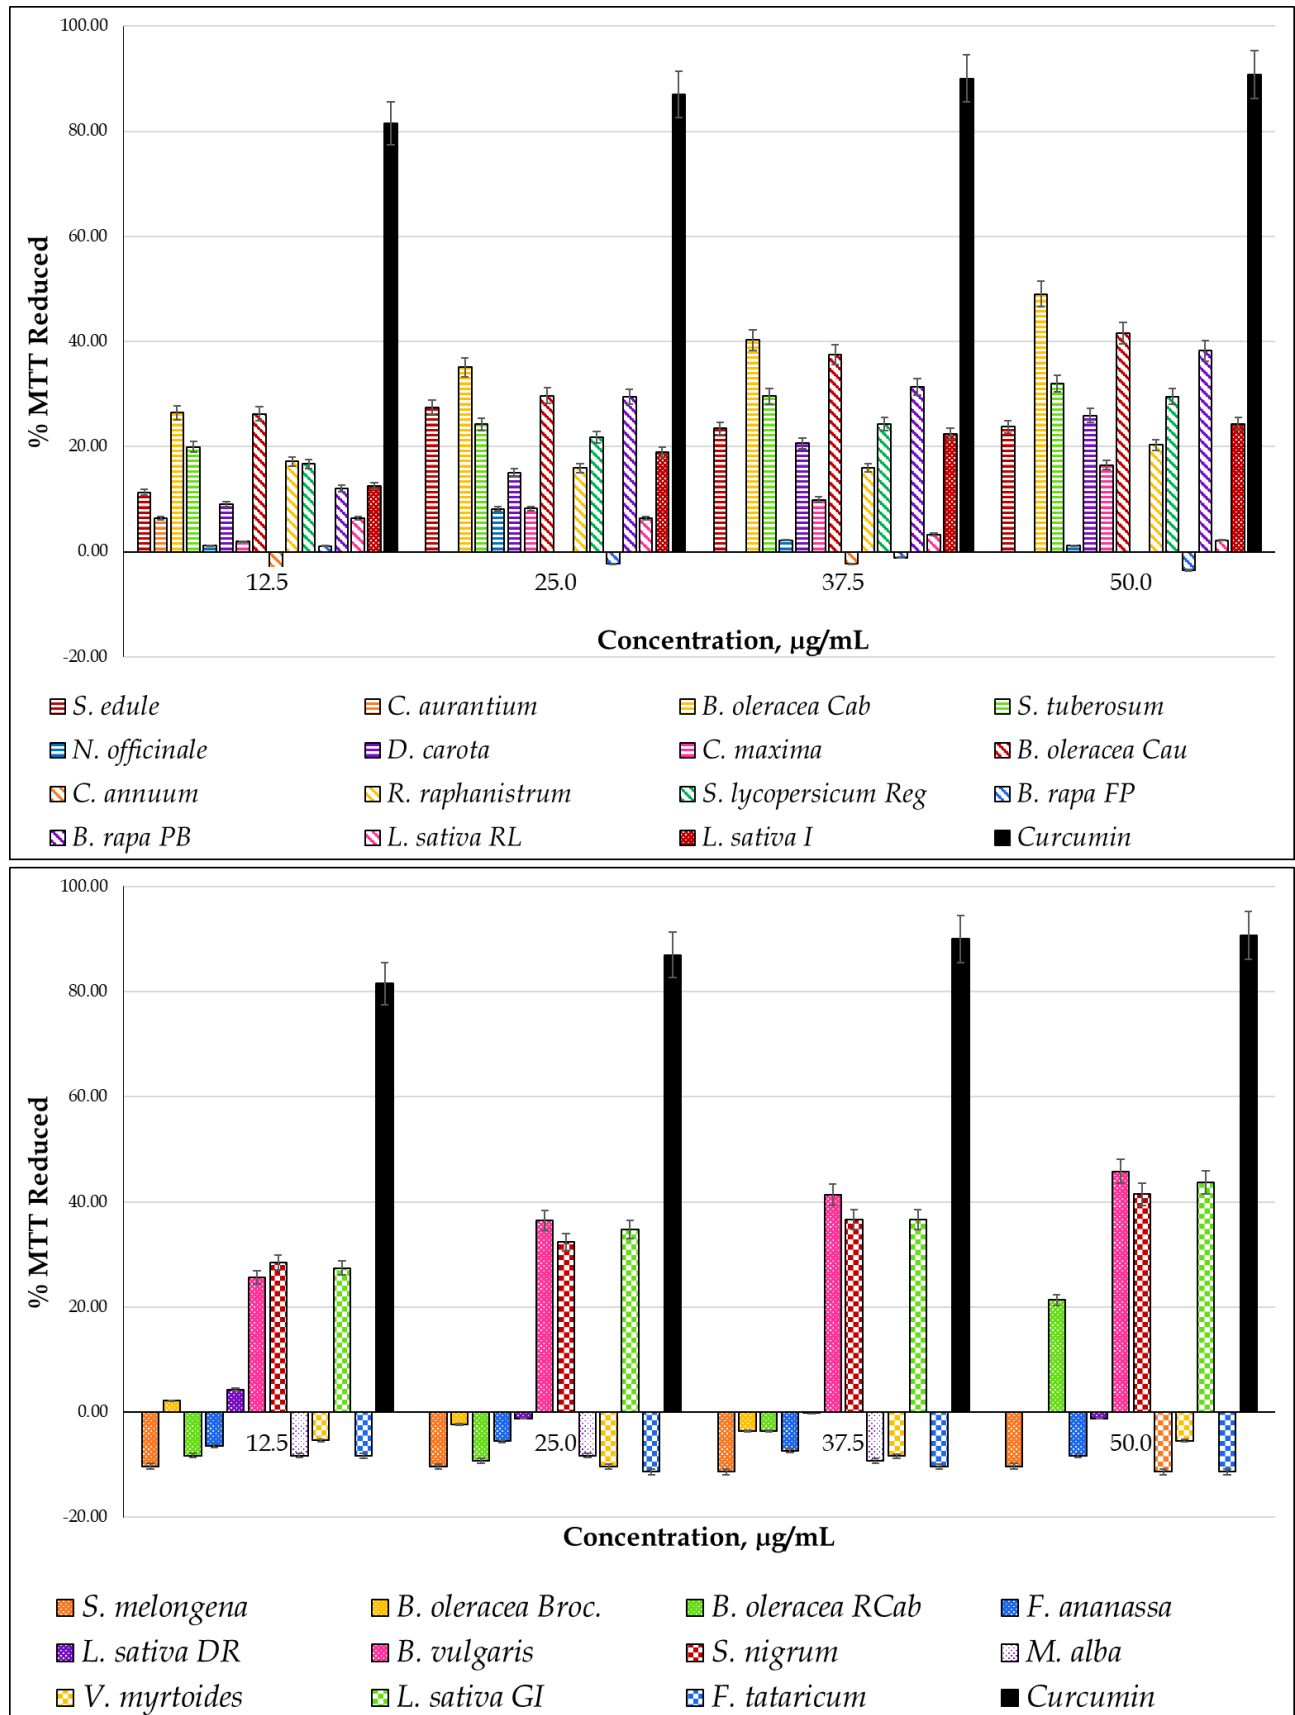 100.00
80.00
60.00
40.00
20.00
0.00
-20.00
% MTT Reduced
12.5 25.0 37.5 50.0
Concentration, µg/mL
S. edule C. aurantium B. oleracea Cab S. tuberosum
N. officinale D. carota C. maxima B. oleracea Cau
C. annuum R. raphanistrum S. lycopersicum Reg B. rapa FP
B. rapa PB L. sativa RL L. sativa I Curcumin
100.00
80.00
60.00
40.00
20.00
0.00
-20.00
% MTT Reduced
12.5 25.0 37.5 50.0
Concentration, µg/mL
S. melongena B. oleracea Broc. B. oleracea RCab F. ananassa
L. sativa DR B. vulgaris S. nigrum M. alba
V. myrtoides L. sativa GI F. tataricum Curcumin